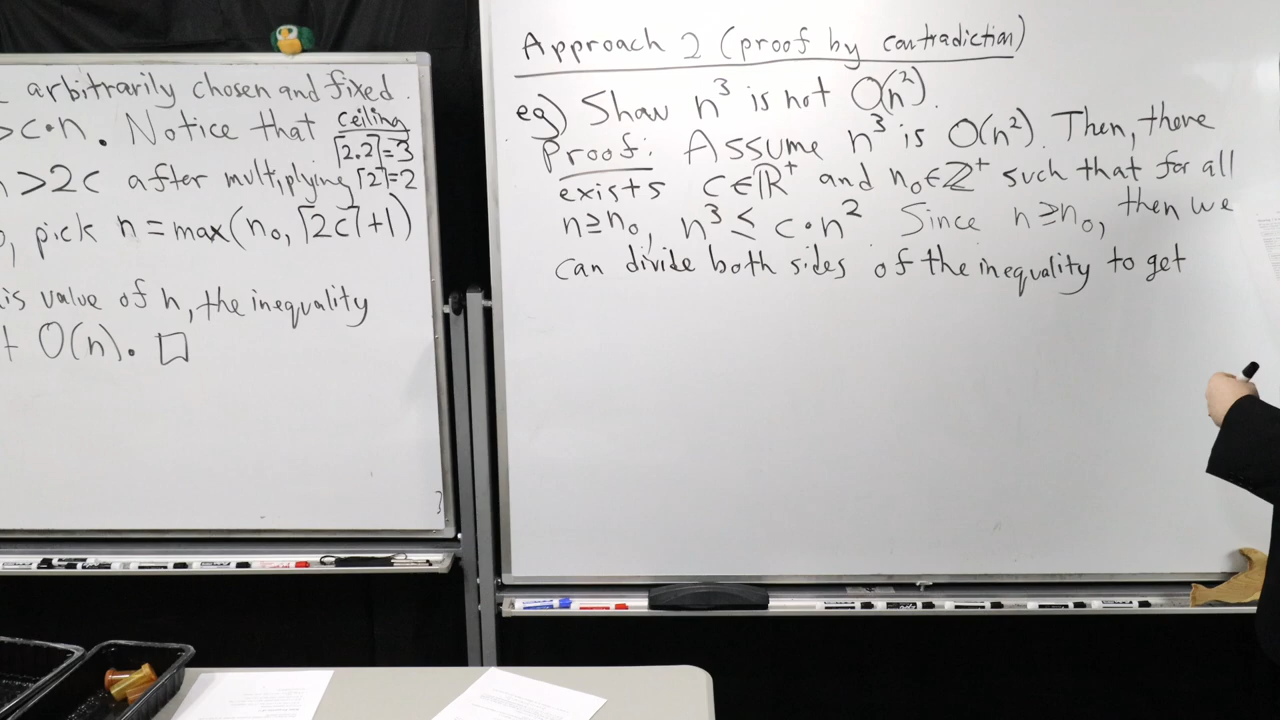 arbitrarily chosen and fixed.
>c·n. Notice that
ceiling
⌈2.2⌉=3
>2c after multiplying
⌈2⌉=2
, pick n=max(n₀, ⌈2c⌉+1)
is value of n, the inequality
O(n). □
Approach 2 (proof by contradiction)
eg) Show n³ is not O(n²).
Proof: Assume n³ is O(n²). Then, there
exists c∈ℝ⁺ and n₀∈ℤ⁺ such that for all
n≥n₀, n³ ≤ c·n² Since n≥n₀, then we
can divide both sides of the inequality to get